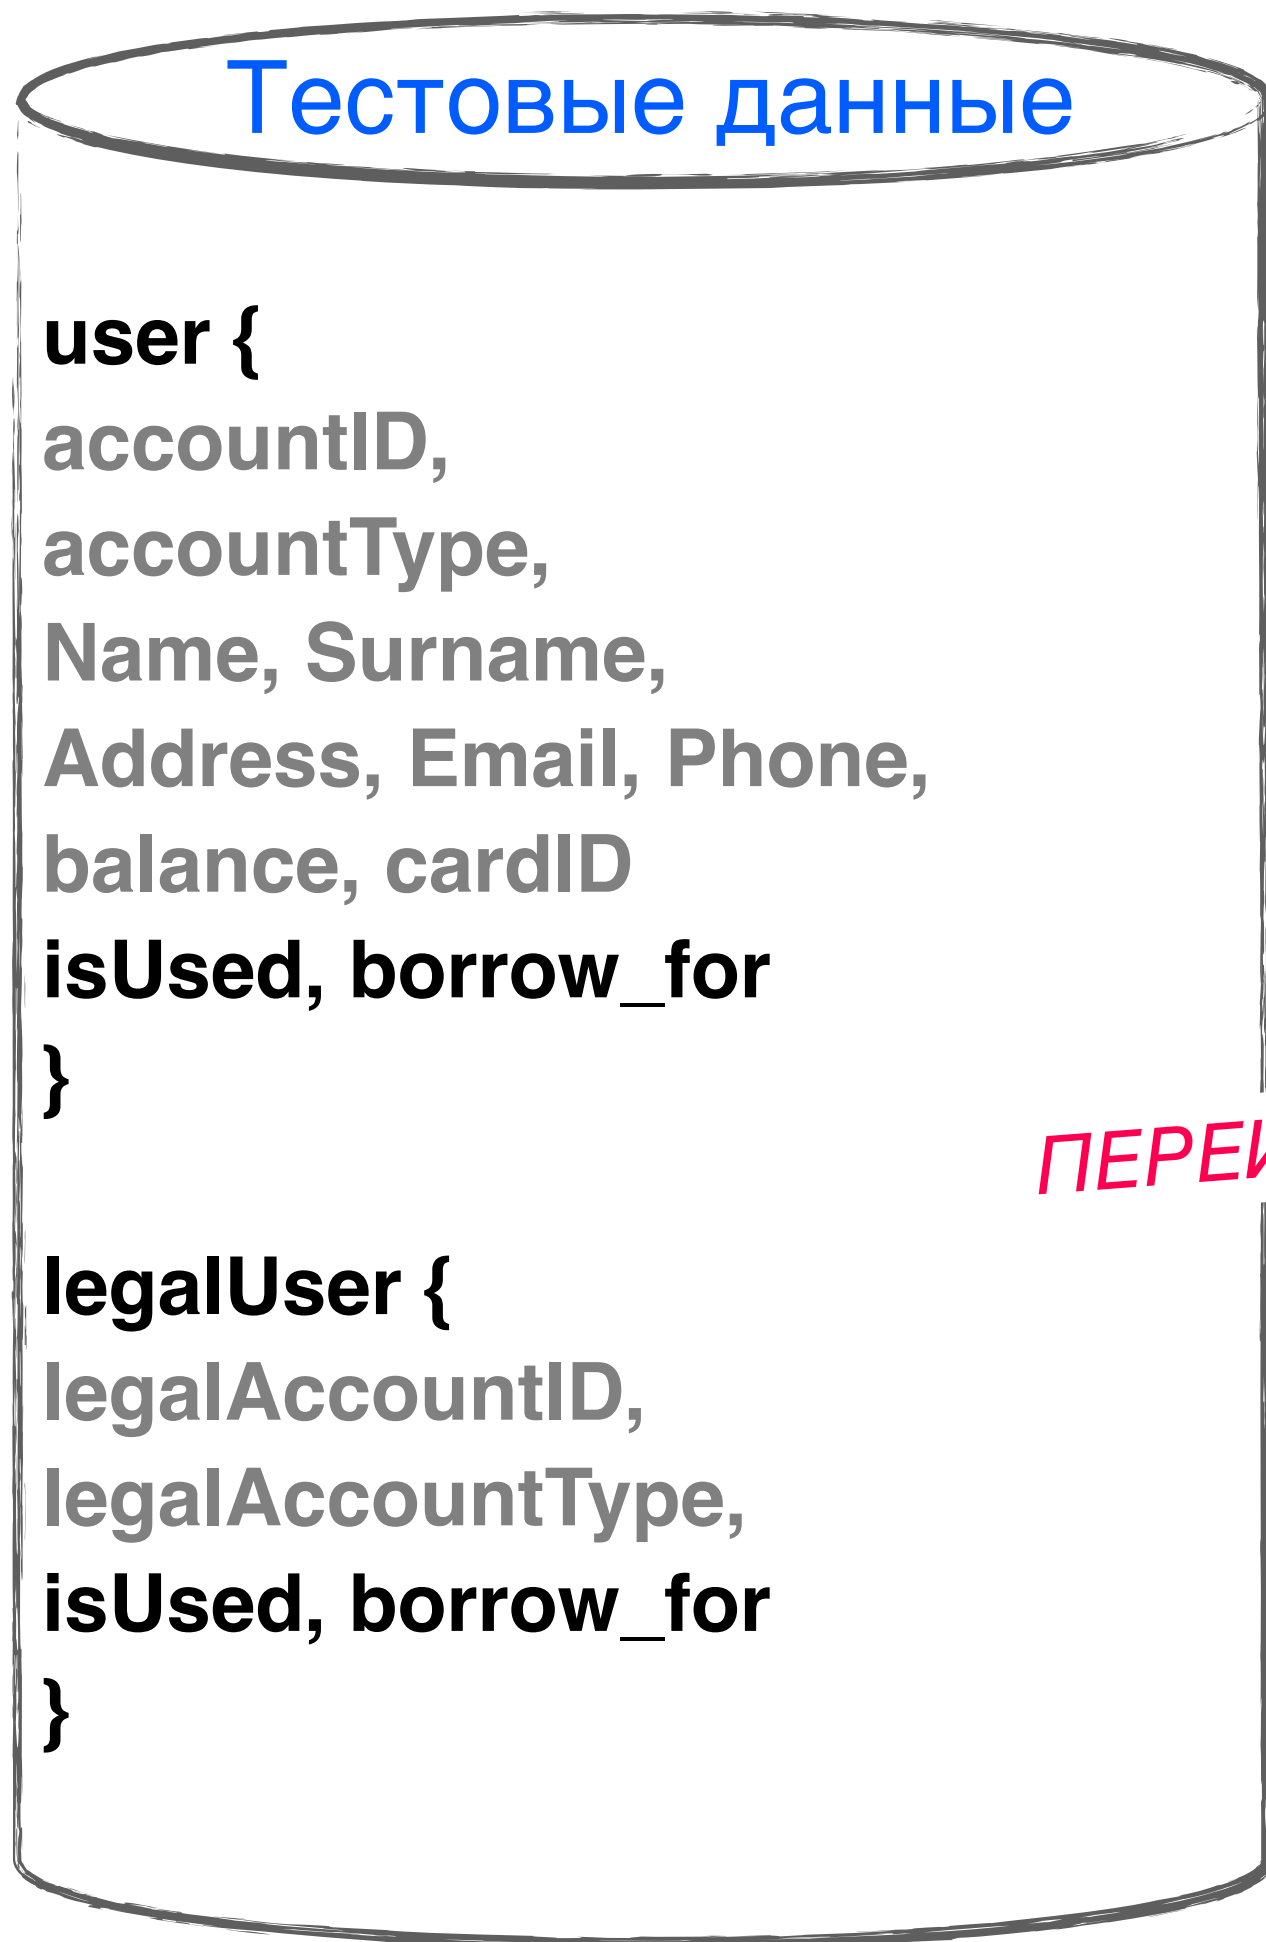 Тестовые данные
user {
accountID,
accountType,
Name, Surname,
Address, Email, Phone,
balance, cardID
isUsed, borrow_for
}
legalUser {
legalAccountID,
legalAccountType,
isUsed, borrow_for
}